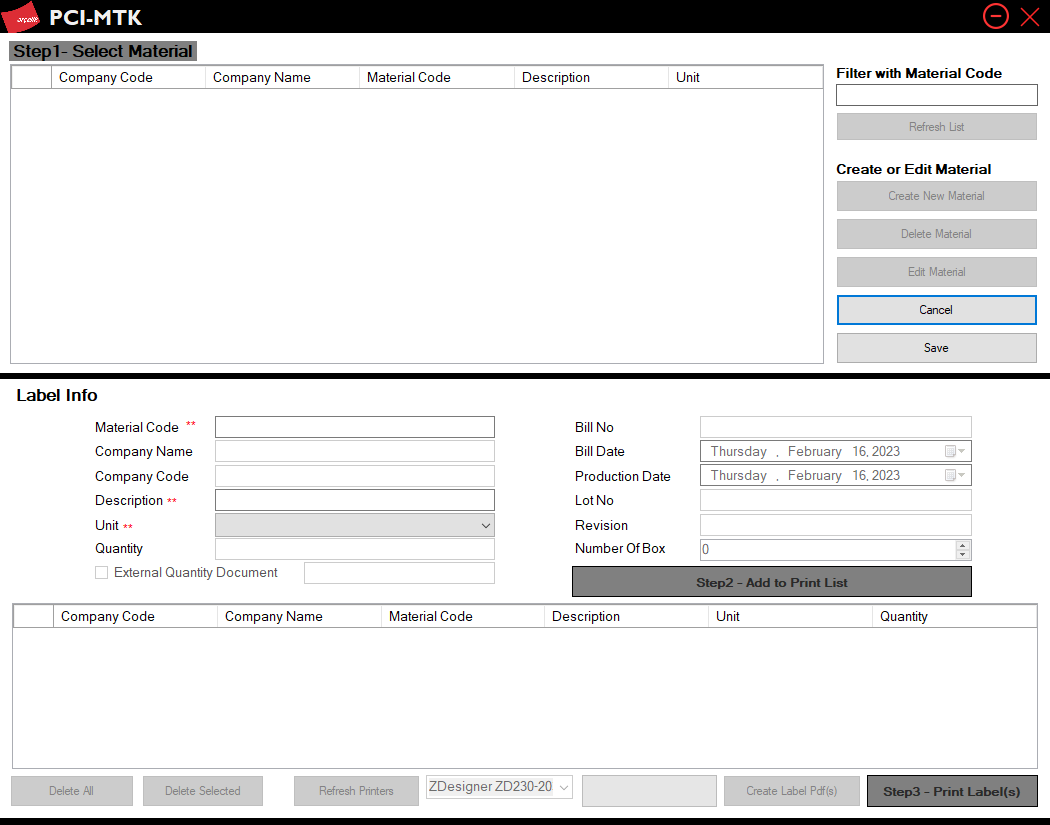 PCI-MTK
Step1- Select Material
Company Code Company Name Material Code Description Unit
Filter with Material Code
Refresh List
Create or Edit Material
Create New Material
Delete Material
Edit Material
Cancel
Save
Label Info
Material Code **
Company Name
Company Code
Description **
Unit **
Quantity
External Quantity Document
Bill No
Bill Date Thursday , February 16, 2023
Production Date Thursday , February 16, 2023
Lot No
Revision
Number Of Box 0
Step2 - Add to Print List
Company Code Company Name Material Code Description Unit Quantity
Delete All Delete Selected Refresh Printers ZDesigner ZD230-20 Create Label Pdf(s) Step3 - Print Label(s)